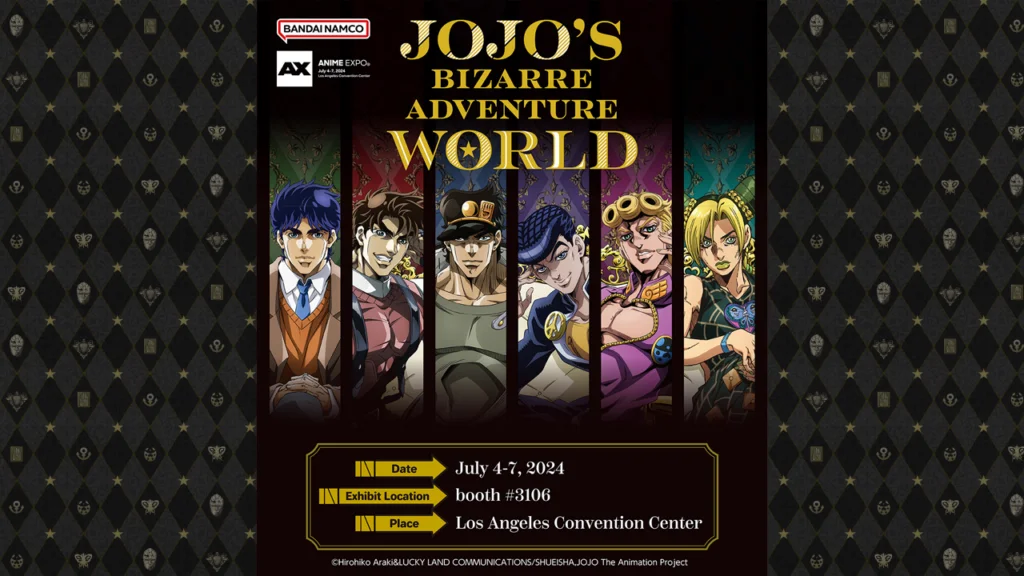 BANDAI NAMCO
AX
ANIME EXPO®
July 4-7, 2024
Los Angeles Convention Center
JOJO'S
BIZARRE
ADVENTURE
WORLD
Date July 4-7, 2024
Exhibit Location booth #3106
Place Los Angeles Convention Center
©Hirohiko Araki&LUCKY LAND COMMUNICATIONS/SHUEISHA,JOJO The Animation Project